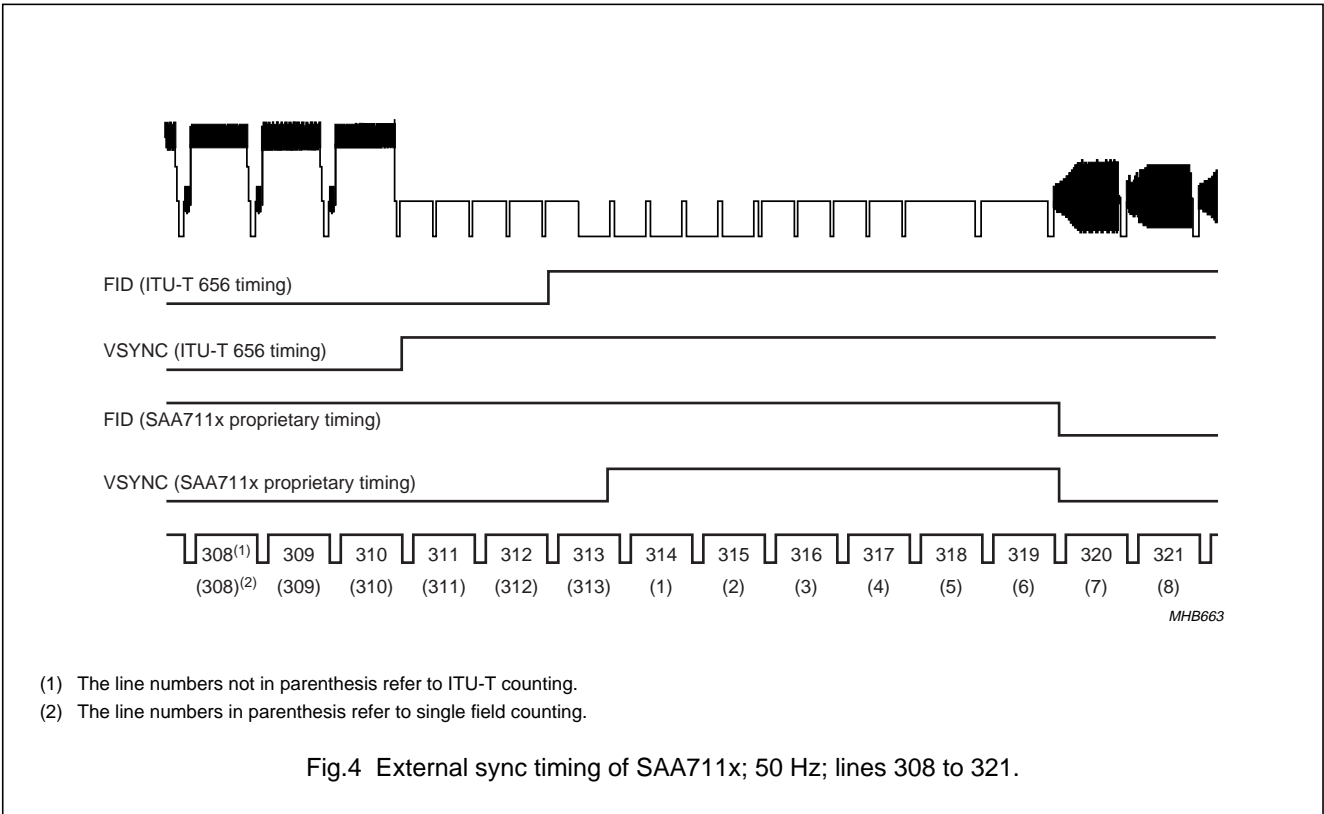 FID (ITU-T 656 timing)
VSYNC (ITU-T 656 timing)
FID (SAA711x proprietary timing)
VSYNC (SAA711x proprietary timing)
308(1) 309 310 311 312 313 314 315 316 317 318 319 320 321
(308)(2) (309) (310) (311) (312) (313) (1) (2) (3) (4) (5) (6) (7) (8)
MHB663
(1) The line numbers not in parenthesis refer to ITU-T counting.
(2) The line numbers in parenthesis refer to single field counting.
Fig.4 External sync timing of SAA711x; 50 Hz; lines 308 to 321.